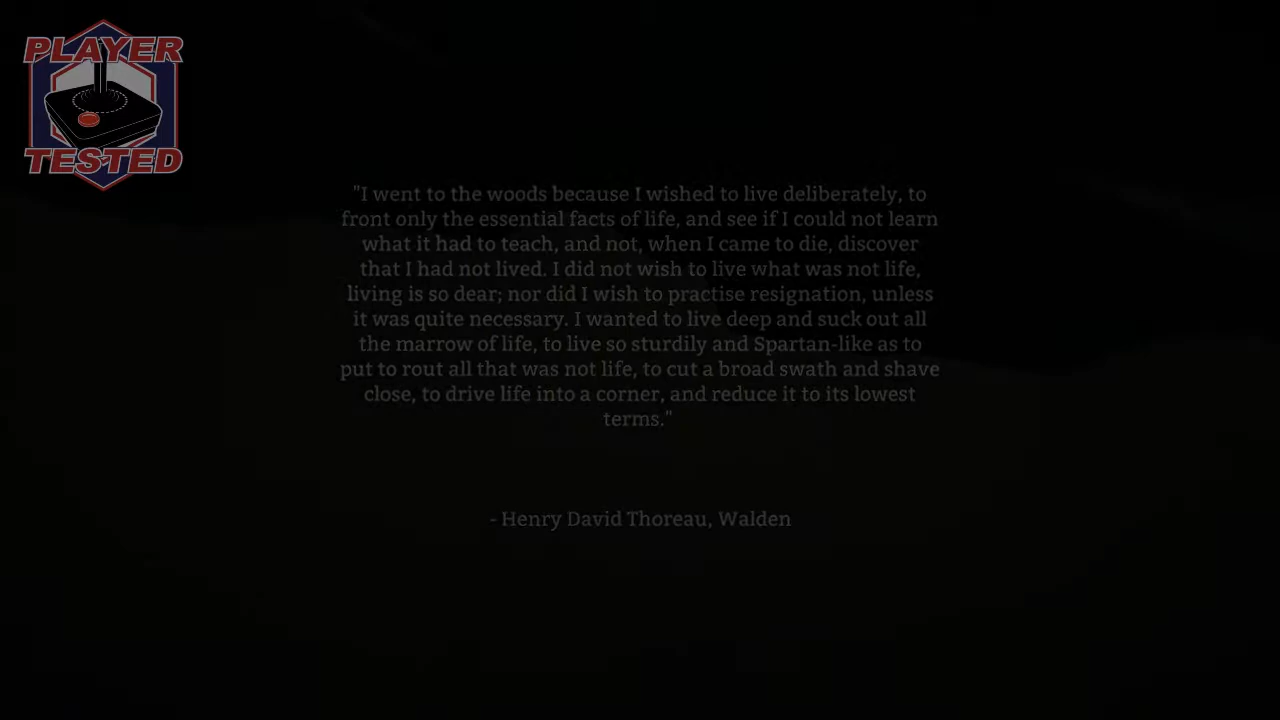 PLAYER
TESTED
"I went to the woods because I wished to live deliberately, to
front only the essential facts of life, and see if I could not learn
what it had to teach, and not, when I came to die, discover
that I had not lived. I did not wish to live what was not life,
living is so dear; nor did I wish to practise resignation, unless
it was quite necessary. I wanted to live deep and suck out all
the marrow of life, to live so sturdily and Spartan-like as to
put to rout all that was not life, to cut a broad swath and shave
close, to drive life into a corner, and reduce it to its lowest
terms."
- Henry David Thoreau, Walden